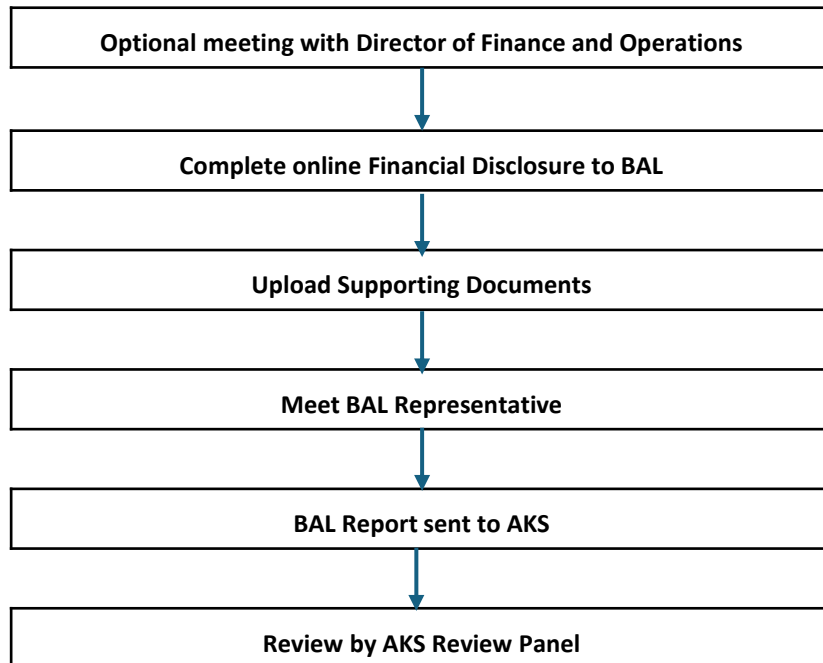 Optional meeting with Director of Finance and Operations
Complete online Financial Disclosure to BAL
Upload Supporting Documents
Meet BAL Representative
BAL Report sent to AKS
Review by AKS Review Panel